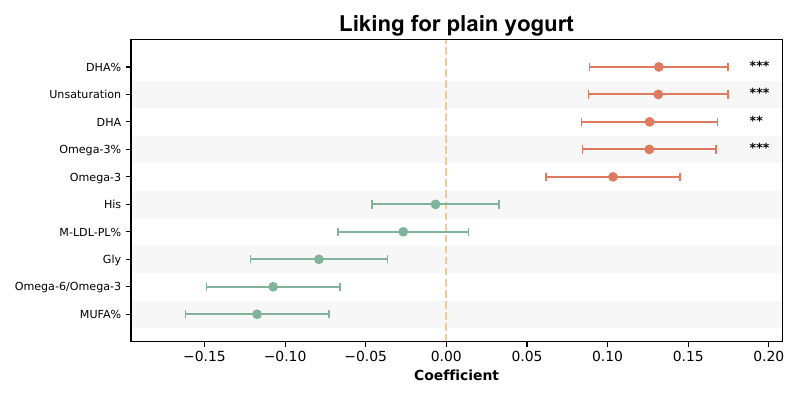 Liking for plain yogurt
DHA% ***
Unsaturation ***
DHA **
Omega-3% ***
Omega-3
His
M-LDL-PL%
Gly
Omega-6/Omega-3
MUFA%
−0.15 −0.10 −0.05 0.00 0.05 0.10 0.15 0.20
Coefficient